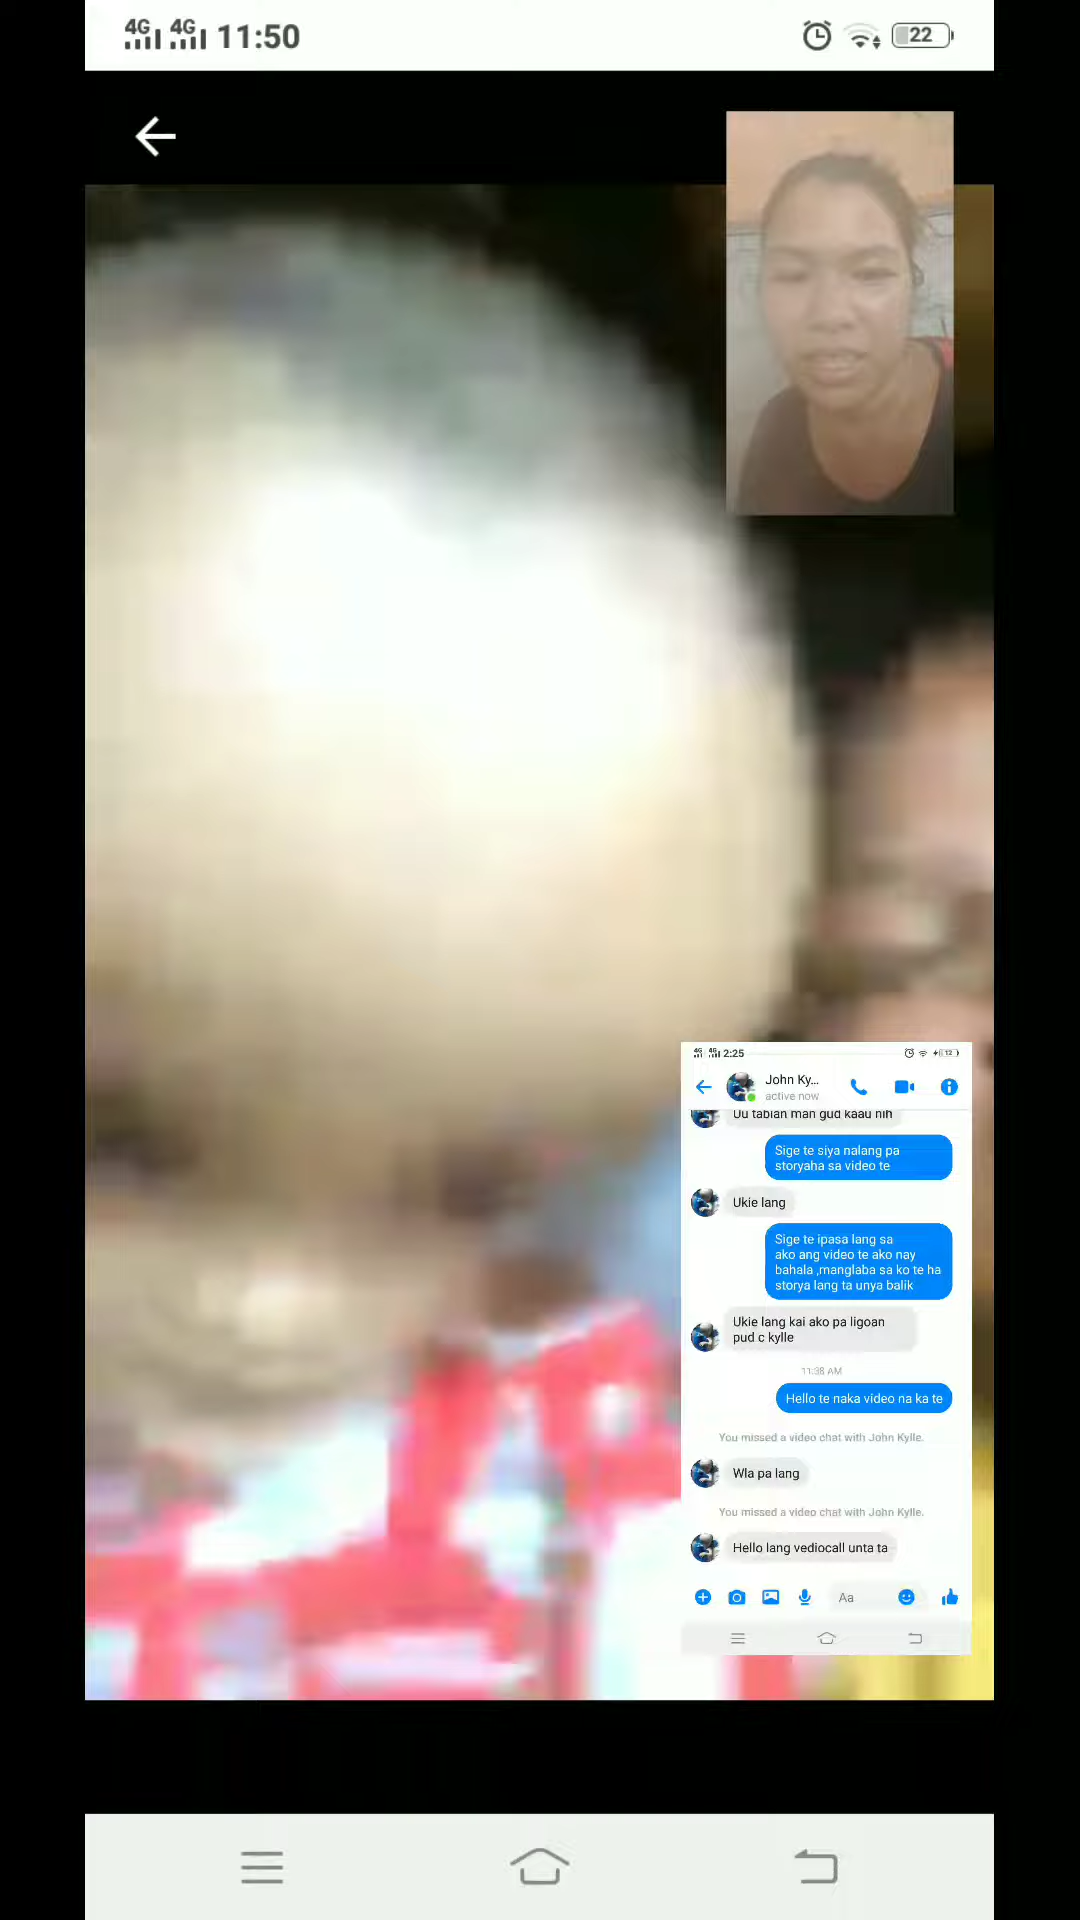 4G 4G 11:50
22
4G 4G 2:25
12
John Ky...
active now
Uu tabian man gud kaau nih
Sige te siya nalang pa
storyaha sa video te
Ukie lang
Sige te ipasa lang sa
ako ang video te ako nay
bahala ,manglaba sa ko te ha
storya lang ta unya balik
Ukie lang kai ako pa ligoan
pud c kylle
11:38 AM
Hello te naka video na ka te
You missed a video chat with John Kylle.
Wla pa lang
You missed a video chat with John Kylle.
Hello lang vediocall unta ta
Aa